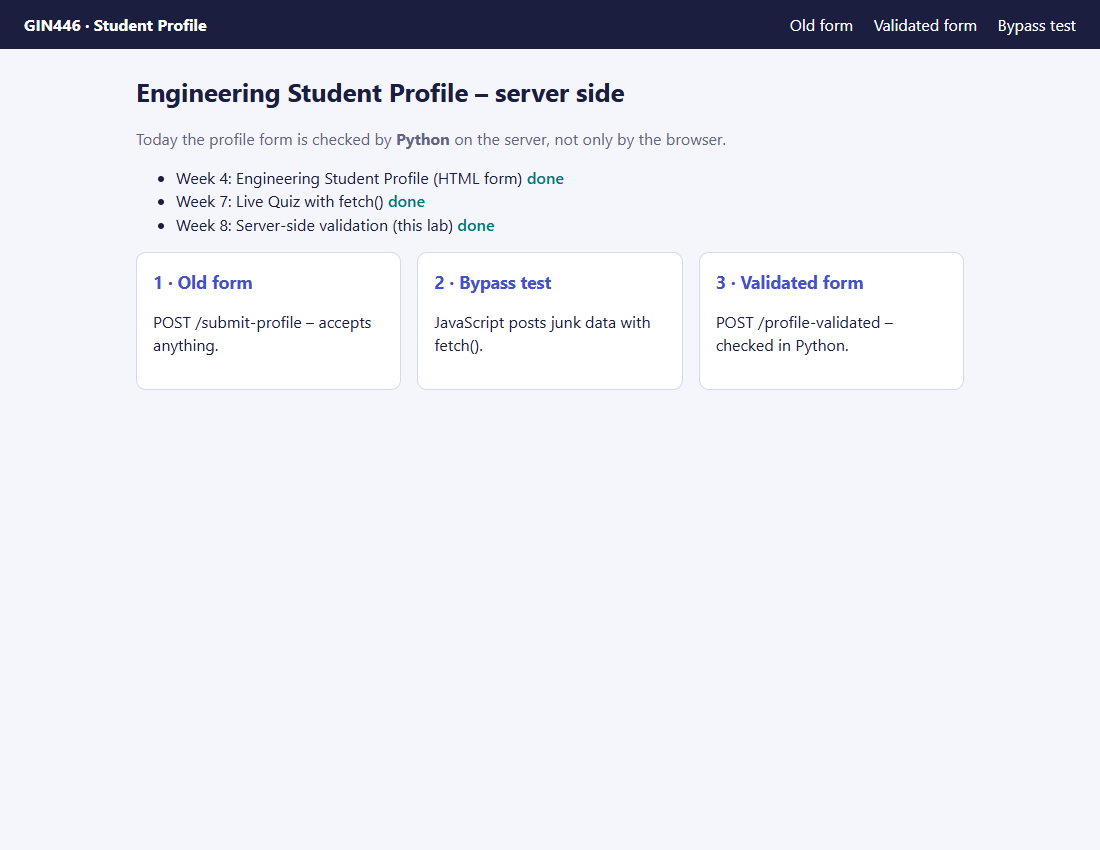 GIN446 · Student Profile
Old form
Validated form
Bypass test
Engineering Student Profile – server side
Today the profile form is checked by Python on the server, not only by the browser.
Week 4: Engineering Student Profile (HTML form) done
Week 7: Live Quiz with fetch() done
Week 8: Server-side validation (this lab) done
1 · Old form
POST /submit-profile – accepts
anything.
2 · Bypass test
JavaScript posts junk data with
fetch().
3 · Validated form
POST /profile-validated –
checked in Python.